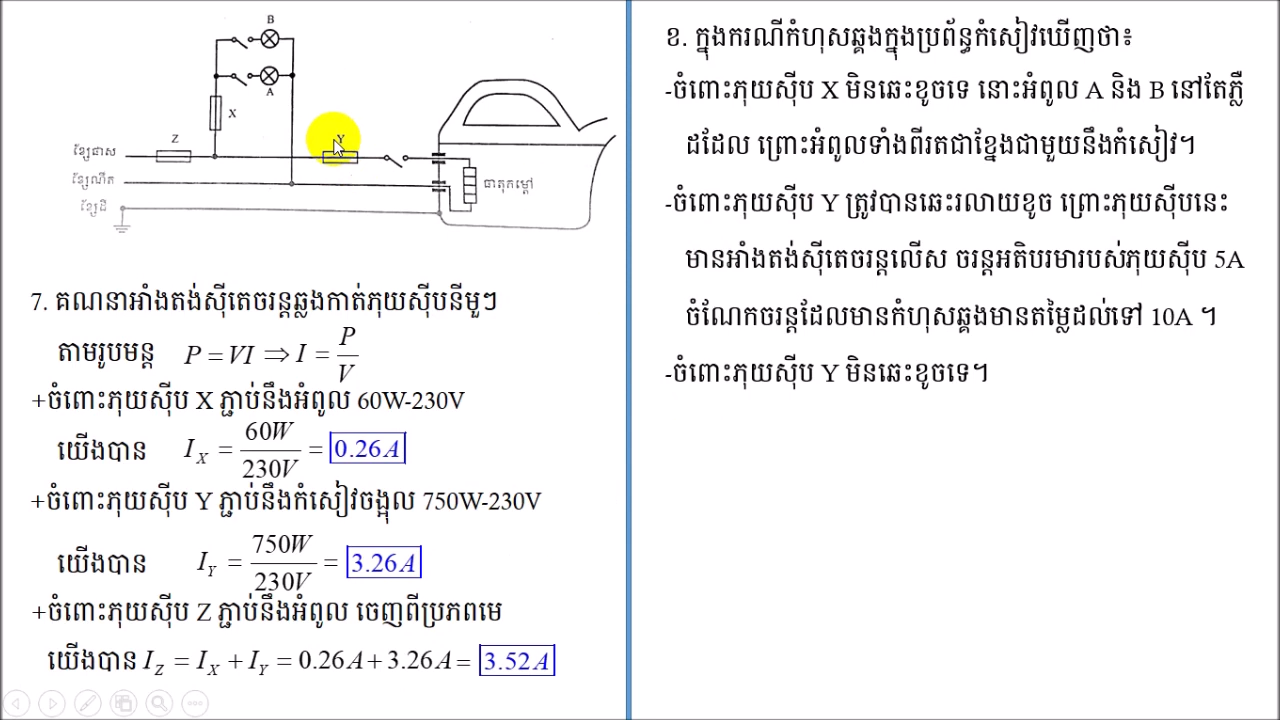 B
A
X
Z
Y
ខ្សែផាស
ខ្សែណឺត
ខ្សែដី
ធាតុកម្ដៅ
7. គណនាអាំងតង់ស៊ីតេចរន្តឆ្លងកាត់ភុយស៊ីបនីមួៗ
តាមរូបមន្ត P = VI ⇒ I = P/V
+ចំពោះភុយស៊ីប X ភ្ជាប់នឹងអំពូល 60W-230V
យើងបាន I_X = 60W/230V = 0.26A
+ចំពោះភុយស៊ីប Y ភ្ជាប់នឹងកំសៀវចង្អុល 750W-230V
យើងបាន I_Y = 750W/230V = 3.26A
+ចំពោះភុយស៊ីប Z ភ្ជាប់នឹងអំពូល ចេញពីប្រភពមេ
យើងបាន I_Z = I_X + I_Y = 0.26A + 3.26A = 3.52A
ខ. ក្នុងករណីកំហុសឆ្គងក្នុងប្រព័ន្ធកំសៀវឃើញថា៖
-ចំពោះភុយស៊ីប X មិនឆេះខូចទេ នោះអំពូល A និង B នៅតែភ្លឺ
ដដែល ព្រោះអំពូលទាំងពីរតជាខ្នែងជាមួយនឹងកំសៀវ។
-ចំពោះភុយស៊ីប Y ត្រូវបានឆេះរលាយខូច ព្រោះភុយស៊ីបនេះ
មានអាំងតង់ស៊ីតេចរន្តលើស ចរន្តអតិបរមារបស់ភុយស៊ីប 5A
ចំណែកចរន្តដែលមានកំហុសឆ្គងមានតម្លៃដល់ទៅ 10A ។
-ចំពោះភុយស៊ីប Y មិនឆេះខូចទេ។